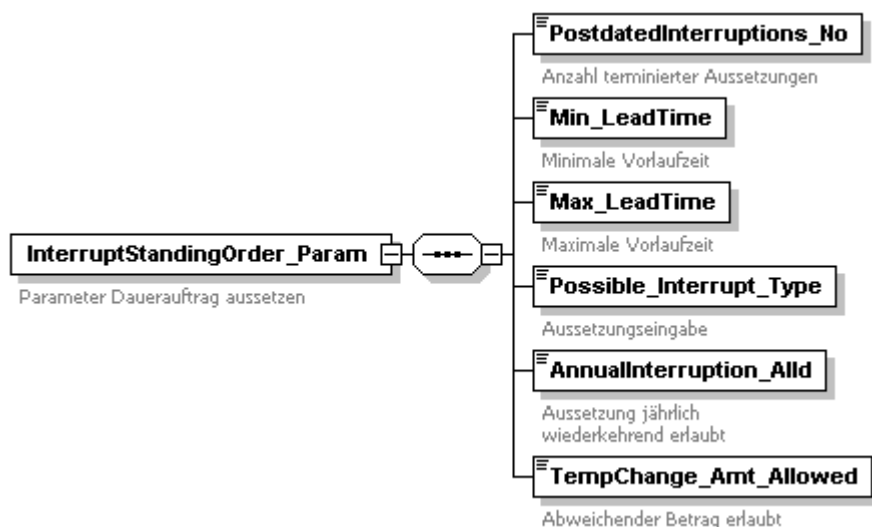 PostdatedInterruptions_No
Anzahl terminierter Aussetzungen
Min_LeadTime
Minimale Vorlaufzeit
Max_LeadTime
Maximale Vorlaufzeit
InterruptStandingOrder_Param
Parameter Dauerauftrag aussetzen
Possible_Interrupt_Type
Aussetzungseingabe
AnnualInterruption_Alld
Aussetzung jährlich
wiederkehrend erlaubt
TempChange_Amt_Allowed
Abweichender Betrag erlaubt